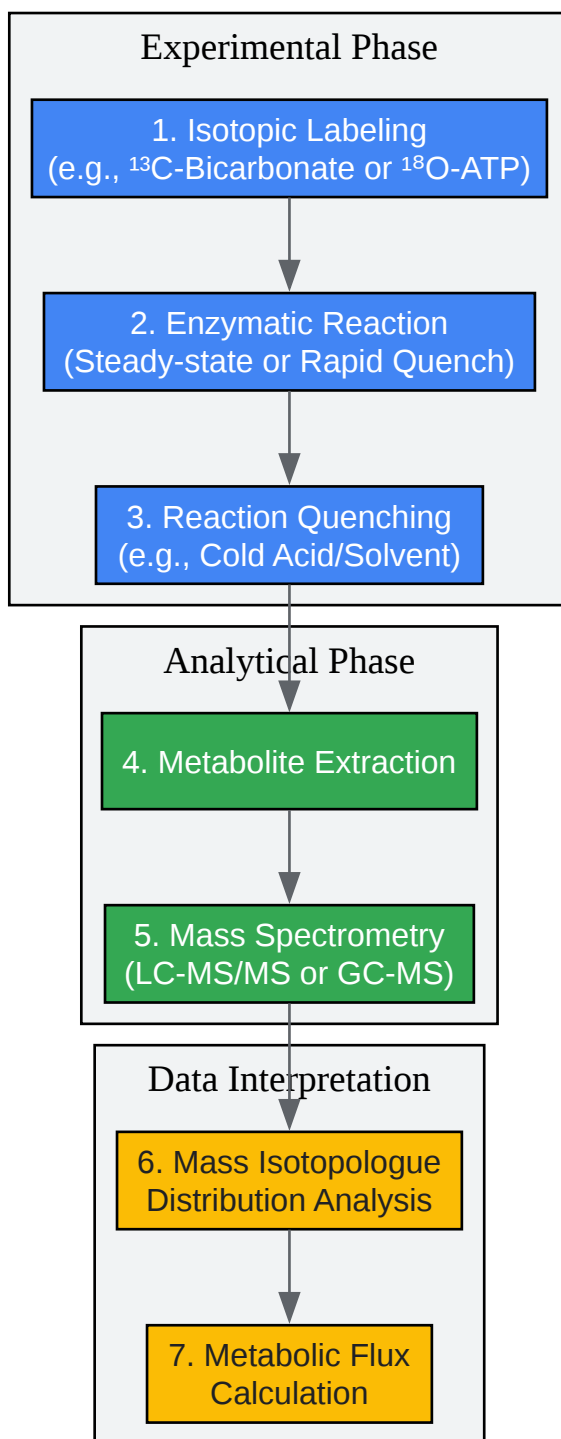 Experimental Phase
1. Isotopic Labeling
(e.g., ¹³C-Bicarbonate or ¹⁸O-ATP)
2. Enzymatic Reaction
(Steady-state or Rapid Quench)
3. Reaction Quenching
(e.g., Cold Acid/Solvent)
Analytical Phase
4. Metabolite Extraction
5. Mass Spectrometry
(LC-MS/MS or GC-MS)
Data Interpretation
6. Mass Isotopologue
Distribution Analysis
7. Metabolic Flux
Calculation